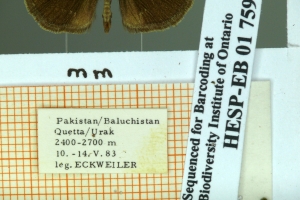 mm
Pakistan/Baluchistan
Quetta/Urak
2400-2700 m
10. -14.V. 83
leg. ECKWEILER
Sequenced for Barcoding at
Biodiversity Institute of Ontario
HESP-EB 01 759